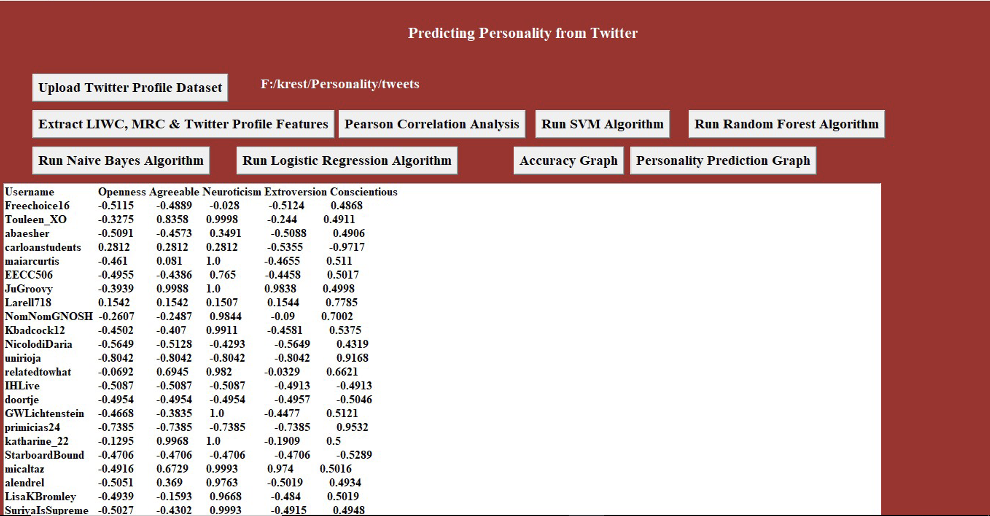 Predicting Personality from Twitter
Upload Twitter Profile Dataset F:/krest/Personality/tweets
Extract LIWC, MRC & Twitter Profile Features Pearson Correlation Analysis Run SVM Algorithm Run Random Forest Algorithm
Run Naive Bayes Algorithm Run Logistic Regression Algorithm Accuracy Graph Personality Prediction Graph
Username Openness Agreeable Neuroticism Extroversion Conscientious
Freechoice16 -0.5115 -0.4889 -0.028 -0.5124 0.4868
Touleen_XO -0.3275 0.8358 0.9998 -0.244 0.4911
abaesher -0.5091 -0.4573 0.3491 -0.5088 0.4906
carloanstudents 0.2812 0.2812 0.2812 -0.5355 -0.9717
maiarcurtis -0.461 0.081 1.0 -0.4655 0.511
EECC506 -0.4955 -0.4386 0.765 -0.4458 0.5017
JuGroovy -0.3939 0.9988 1.0 0.9838 0.4998
Larell718 0.1542 0.1542 0.1507 0.1544 0.7785
NomNomGNOSH -0.2607 -0.2487 0.9844 -0.09 0.7002
Kbadcock12 -0.4502 -0.407 0.9911 -0.4581 0.5375
NicolodiDaria -0.5649 -0.5128 -0.4293 -0.5649 0.4319
unirioja -0.8042 -0.8042 -0.8042 -0.8042 0.9168
relatedtowhat -0.0692 0.6945 0.982 -0.0329 0.6621
IHLive -0.5087 -0.5087 -0.5087 -0.4913 -0.4913
doortje -0.4954 -0.4954 -0.4954 -0.4957 -0.5046
GWLichtenstein -0.4668 -0.3835 1.0 -0.4477 0.5121
primicias24 -0.7385 -0.7385 -0.7385 -0.7385 0.9532
katharine_22 -0.1295 0.9968 1.0 -0.1909 0.5
StarboardBound -0.4706 -0.4706 -0.4706 -0.4706 -0.5289
micaltaz -0.4916 0.6729 0.9993 0.974 0.5016
alendrel -0.5051 0.369 0.9763 -0.5019 0.4934
LisaKBromley -0.4939 -0.1593 0.9668 -0.484 0.5019
SuriyaIsSupreme -0.5027 -0.4302 0.9993 -0.4915 0.4948